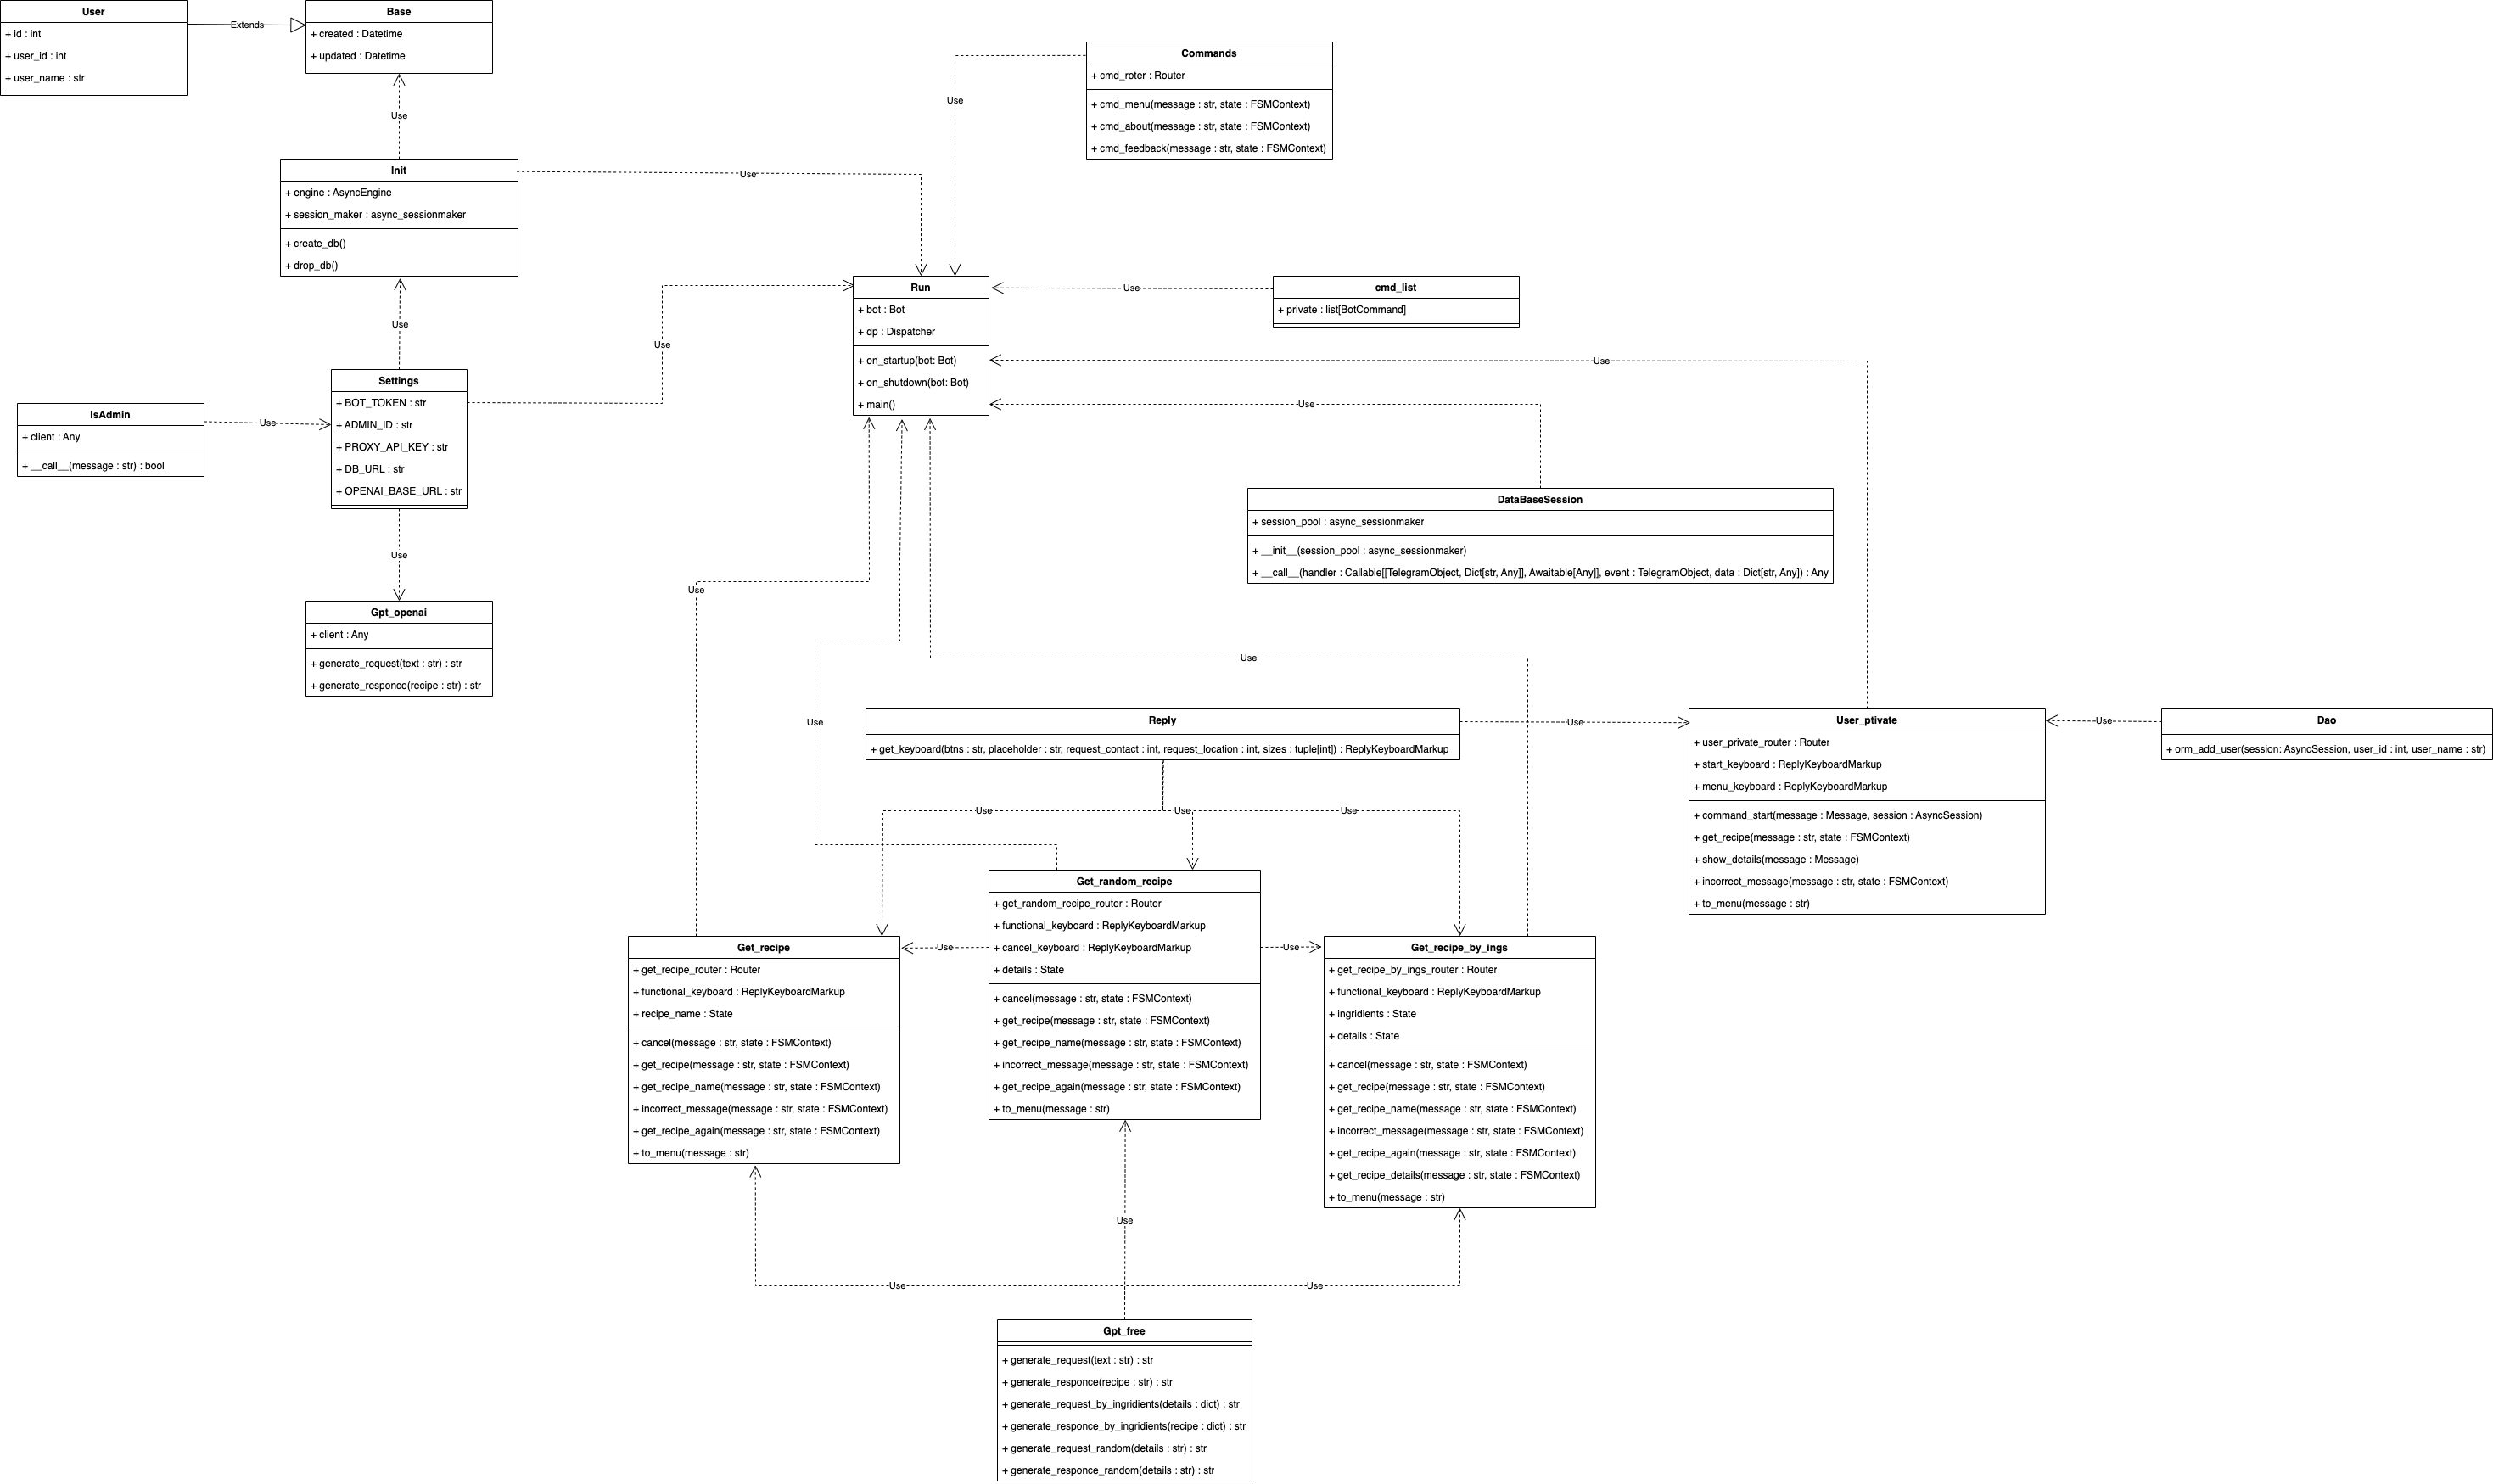 User
+ id : int
+ user_id : int
+ user_name : str
Extends
Base
+ created : Datetime
+ updated : Datetime
Use
Commands
+ cmd_roter : Router
+ cmd_menu(message : str, state : FSMContext)
+ cmd_about(message : str, state : FSMContext)
+ cmd_feedback(message : str, state : FSMContext)
Use
Init
+ engine : AsyncEngine
+ session_maker : async_sessionmaker
+ create_db()
+ drop_db()
Use
Use
Run
+ bot : Bot
+ dp : Dispatcher
+ on_startup(bot: Bot)
+ on_shutdown(bot: Bot)
+ main()
Use
cmd_list
+ private : list[BotCommand]
Use
Use
Use
Settings
+ BOT_TOKEN : str
+ ADMIN_ID : str
+ PROXY_API_KEY : str
+ DB_URL : str
+ OPENAI_BASE_URL : str
IsAdmin
+ client : Any
+ __call__(message : str) : bool
Use
Use
DataBaseSession
+ session_pool : async_sessionmaker
+ __init__(session_pool : async_sessionmaker)
+ __call__(handler : Callable[[TelegramObject, Dict[str, Any]], Awaitable[Any]], event : TelegramObject, data : Dict[str, Any]) : Any
Gpt_openai
+ client : Any
+ generate_request(text : str) : str
+ generate_responce(recipe : str) : str
Use
Use
Use
Reply
+ get_keyboard(btns : str, placeholder : str, request_contact : int, request_location : int, sizes : tuple[int]) : ReplyKeyboardMarkup
Use
User_ptivate
+ user_private_router : Router
+ start_keyboard : ReplyKeyboardMarkup
+ menu_keyboard : ReplyKeyboardMarkup
+ command_start(message : Message, session : AsyncSession)
+ get_recipe(message : str, state : FSMContext)
+ show_details(message : Message)
+ incorrect_message(message : str, state : FSMContext)
+ to_menu(message : str)
Use
Dao
+ orm_add_user(session: AsyncSession, user_id : int, user_name : str)
Use
Use
Use
Get_recipe
+ get_recipe_router : Router
+ functional_keyboard : ReplyKeyboardMarkup
+ recipe_name : State
+ cancel(message : str, state : FSMContext)
+ get_recipe(message : str, state : FSMContext)
+ get_recipe_name(message : str, state : FSMContext)
+ incorrect_message(message : str, state : FSMContext)
+ get_recipe_again(message : str, state : FSMContext)
+ to_menu(message : str)
Use
Get_random_recipe
+ get_random_recipe_router : Router
+ functional_keyboard : ReplyKeyboardMarkup
+ cancel_keyboard : ReplyKeyboardMarkup
+ details : State
+ cancel(message : str, state : FSMContext)
+ get_recipe(message : str, state : FSMContext)
+ get_recipe_name(message : str, state : FSMContext)
+ incorrect_message(message : str, state : FSMContext)
+ get_recipe_again(message : str, state : FSMContext)
+ to_menu(message : str)
Use
Get_recipe_by_ings
+ get_recipe_by_ings_router : Router
+ functional_keyboard : ReplyKeyboardMarkup
+ ingridients : State
+ details : State
+ cancel(message : str, state : FSMContext)
+ get_recipe(message : str, state : FSMContext)
+ get_recipe_name(message : str, state : FSMContext)
+ incorrect_message(message : str, state : FSMContext)
+ get_recipe_again(message : str, state : FSMContext)
+ get_recipe_details(message : str, state : FSMContext)
+ to_menu(message : str)
Use
Use
Use
Gpt_free
+ generate_request(text : str) : str
+ generate_responce(recipe : str) : str
+ generate_request_by_ingridients(details : dict) : str
+ generate_responce_by_ingridients(recipe : dict) : str
+ generate_request_random(details : str) : str
+ generate_responce_random(details : str) : str